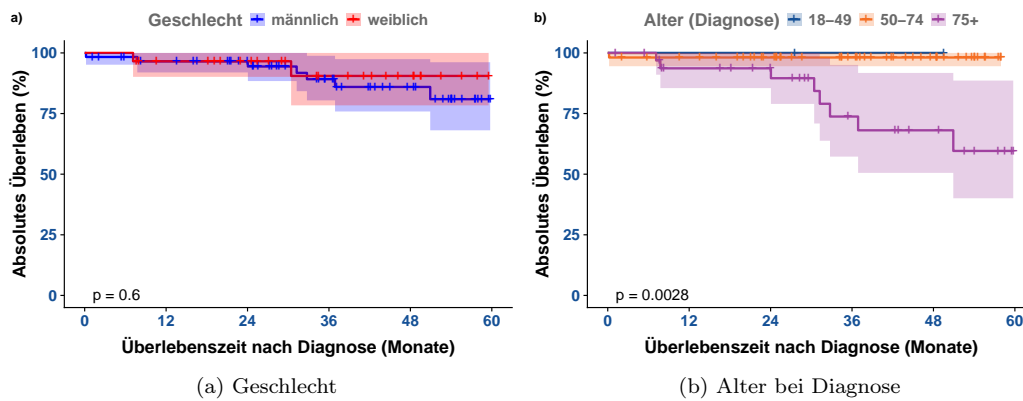 a) Geschlecht männlich weiblich
Absolutes Überleben (%)
100
75
50
25
0
p = 0.6
0 12 24 36 48 60
Überlebenszeit nach Diagnose (Monate)
(a) Geschlecht
b) Alter (Diagnose) 18–49 50–74 75+
Absolutes Überleben (%)
100
75
50
25
0
p = 0.0028
0 12 24 36 48 60
Überlebenszeit nach Diagnose (Monate)
(b) Alter bei Diagnose